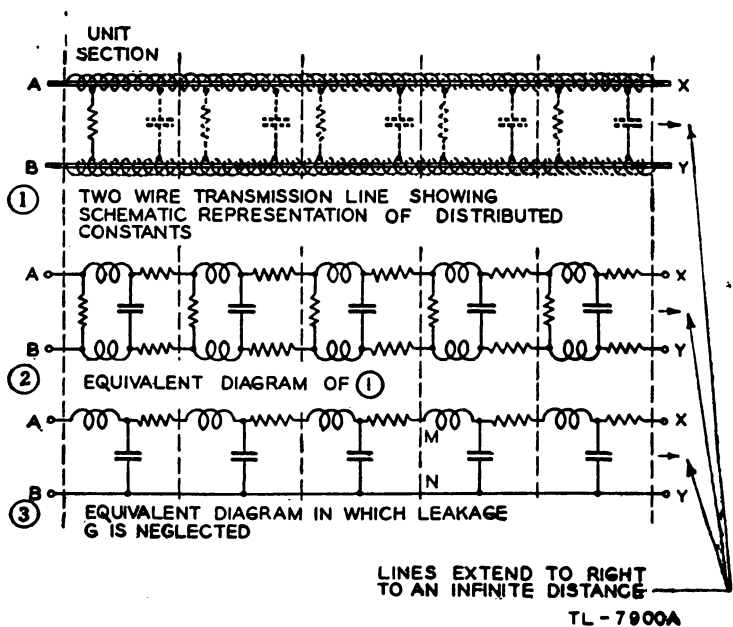 UNIT
SECTION
A X
B Y
1 TWO WIRE TRANSMISSION LINE SHOWING
SCHEMATIC REPRESENTATION OF DISTRIBUTED
CONSTANTS
A X
B Y
2 EQUIVALENT DIAGRAM OF 1
A X
M
N
B Y
3 EQUIVALENT DIAGRAM IN WHICH LEAKAGE
G IS NEGLECTED
LINES EXTEND TO RIGHT
TO AN INFINITE DISTANCE
TL-7900A